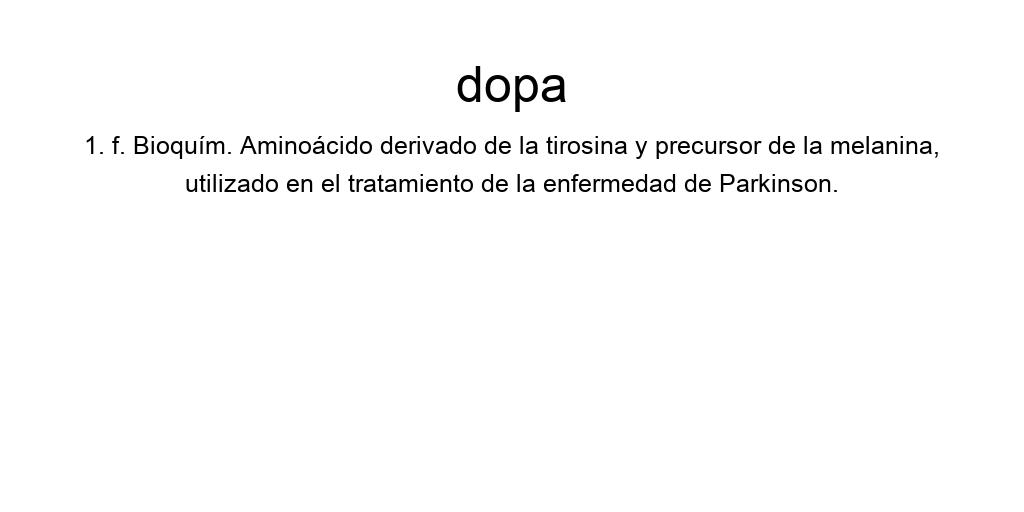 dopa
1. f. Bioquím. Aminoácido derivado de la tirosina y precursor de la melanina,
utilizado en el tratamiento de la enfermedad de Parkinson.